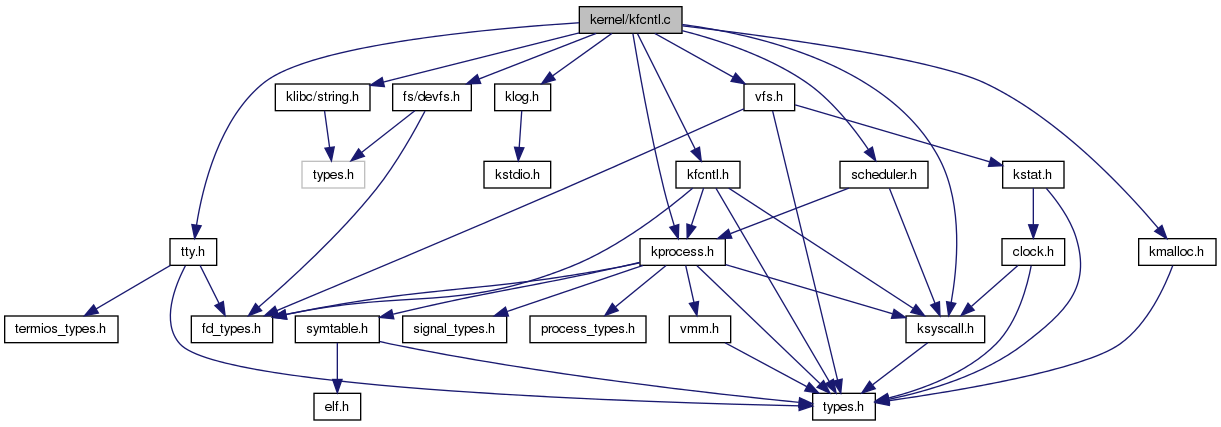 kernel/kfcntl.c
klibc/string.h
fs/devfs.h
klog.h
vfs.h
types.h
kstdio.h
kfcntl.h
scheduler.h
kstat.h
tty.h
kprocess.h
clock.h
kmalloc.h
termios_types.h
fd_types.h
symtable.h
signal_types.h
process_types.h
vmm.h
ksyscall.h
elf.h
types.h